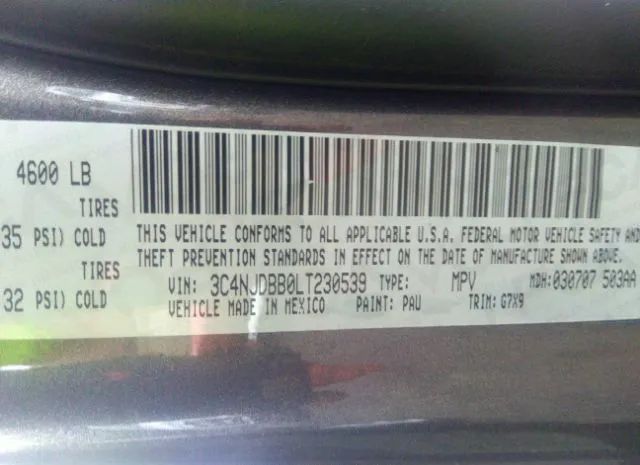 4600 LB
TIRES
35 PSI) COLD
TIRES
32 PSI) COLD
THIS VEHICLE CONFORMS TO ALL APPLICABLE U.S.A. FEDERAL MOTOR VEHICLE SAFETY AND
THEFT PREVENTION STANDARDS IN EFFECT ON THE DATE OF MANUFACTURE SHOWN ABOVE.
VIN: 3C4NJDBB0LT230539 TYPE: MPV MDH: 030707 503AA
VEHICLE MADE IN MEXICO PAINT: PAU TRIM: G7X9